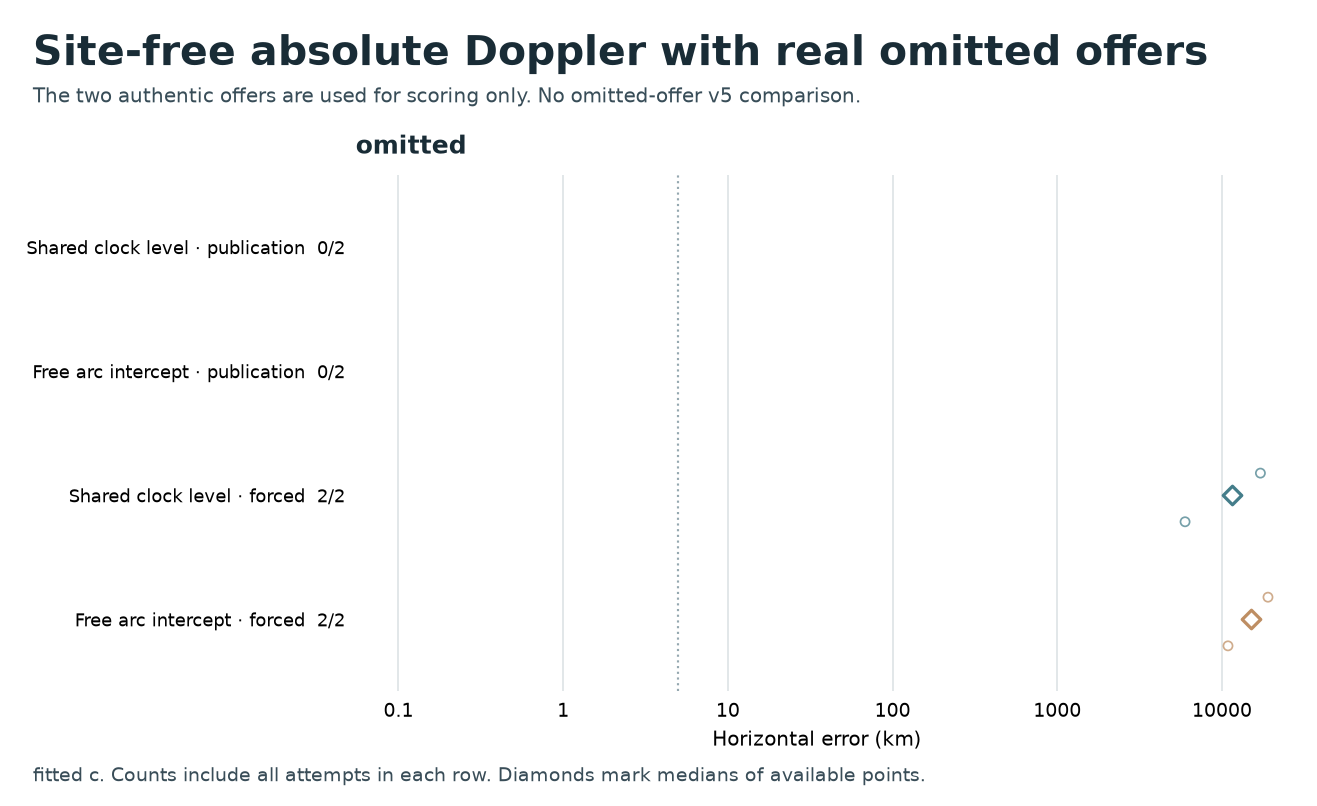 Site-free absolute Doppler with real omitted offers
The two authentic offers are used for scoring only. No omitted-offer v5 comparison.
omitted
Shared clock level · publication 0/2
Free arc intercept · publication 0/2
Shared clock level · forced 2/2
Free arc intercept · forced 2/2
0.1 1 10 100 1000 10000
Horizontal error (km)
fitted c. Counts include all attempts in each row. Diamonds mark medians of available points.